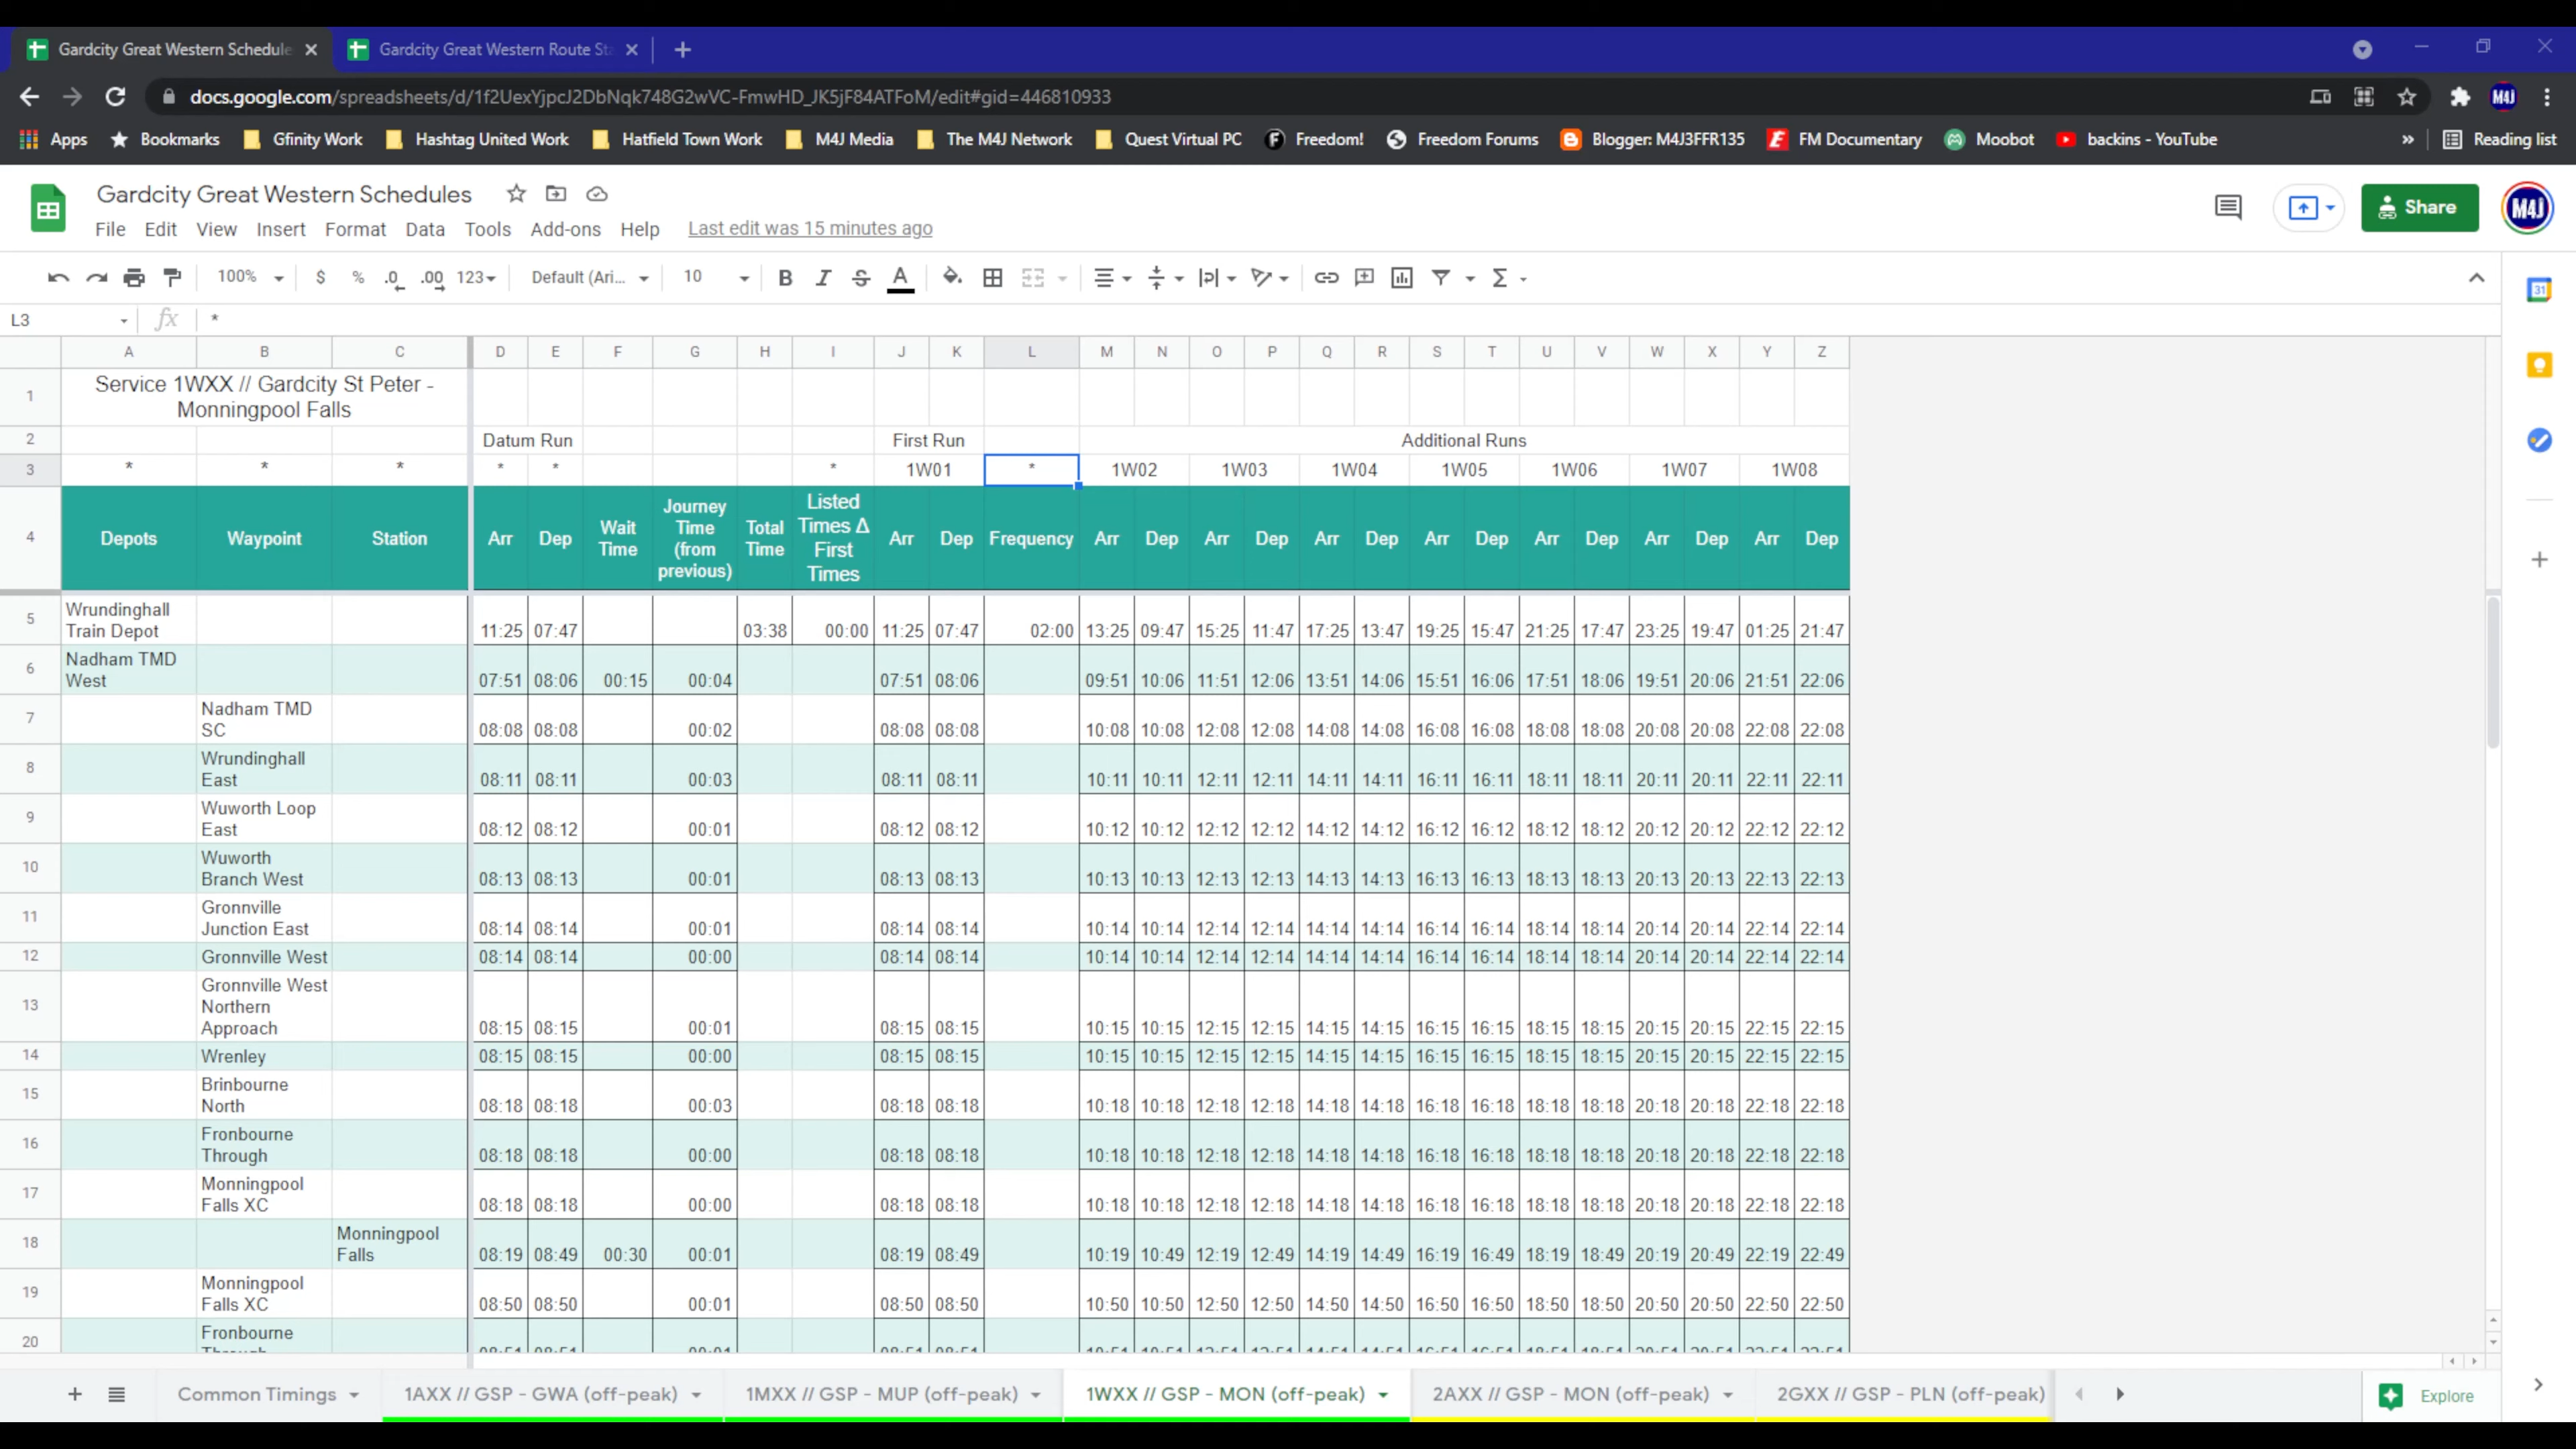 Gardcity Great Western Schedule
Gardcity Great Western Route Sta
docs.google.com/spreadsheets/d/1f2UexYjpcJ2DbNqk748G2wVC-FmwHD_JK5jF84ATFoM/edit#gid=446810933
Apps Bookmarks Gfinity Work Hashtag United Work Hatfield Town Work M4J Media The M4J Network Quest Virtual PC Freedom! Freedom Forums Blogger: M4J3FFR135 FM Documentary Moobot backins - YouTube » Reading list
Gardcity Great Western Schedules
Share
M4J
File Edit View Insert Format Data Tools Add-ons Help Last edit was 15 minutes ago
100% $ % .0 .00 123 Default (Ari... 10 B I S A Σ
31
L3 fx *
A B C D E F G H I J K L M N O P Q R S T U V W X Y Z
1 Service 1WXX // Gardcity St Peter -
Monningpool Falls
2 Datum Run First Run Additional Runs
3 * * * * * * 1W01 * 1W02 1W03 1W04 1W05 1W06 1W07 1W08
4 Depots Waypoint Station Arr Dep Wait Time Journey Time (from previous) Total Time Listed Times Δ First Times Arr Dep Frequency Arr Dep Arr Dep Arr Dep Arr Dep Arr Dep Arr Dep Arr Dep
5 Wrundinghall
Train Depot 11:25 07:47 03:38 00:00 11:25 07:47 02:00 13:25 09:47 15:25 11:47 17:25 13:47 19:25 15:47 21:25 17:47 23:25 19:47 01:25 21:47
6 Nadham TMD
West 07:51 08:06 00:15 00:04 07:51 08:06 09:51 10:06 11:51 12:06 13:51 14:06 15:51 16:06 17:51 18:06 19:51 20:06 21:51 22:06
7 Nadham TMD
SC 08:08 08:08 00:02 08:08 08:08 10:08 10:08 12:08 12:08 14:08 14:08 16:08 16:08 18:08 18:08 20:08 20:08 22:08 22:08
8 Wrundinghall
East 08:11 08:11 00:03 08:11 08:11 10:11 10:11 12:11 12:11 14:11 14:11 16:11 16:11 18:11 18:11 20:11 20:11 22:11 22:11
9 Wuworth Loop
East 08:12 08:12 00:01 08:12 08:12 10:12 10:12 12:12 12:12 14:12 14:12 16:12 16:12 18:12 18:12 20:12 20:12 22:12 22:12
10 Wuworth
Branch West 08:13 08:13 00:01 08:13 08:13 10:13 10:13 12:13 12:13 14:13 14:13 16:13 16:13 18:13 18:13 20:13 20:13 22:13 22:13
11 Gronnville
Junction East 08:14 08:14 00:01 08:14 08:14 10:14 10:14 12:14 12:14 14:14 14:14 16:14 16:14 18:14 18:14 20:14 20:14 22:14 22:14
12 Gronnville West 08:14 08:14 00:00 08:14 08:14 10:14 10:14 12:14 12:14 14:14 14:14 16:14 16:14 18:14 18:14 20:14 20:14 22:14 22:14
13 Gronnville West
Northern
Approach 08:15 08:15 00:01 08:15 08:15 10:15 10:15 12:15 12:15 14:15 14:15 16:15 16:15 18:15 18:15 20:15 20:15 22:15 22:15
14 Wrenley 08:15 08:15 00:00 08:15 08:15 10:15 10:15 12:15 12:15 14:15 14:15 16:15 16:15 18:15 18:15 20:15 20:15 22:15 22:15
15 Brinbourne
North 08:18 08:18 00:03 08:18 08:18 10:18 10:18 12:18 12:18 14:18 14:18 16:18 16:18 18:18 18:18 20:18 20:18 22:18 22:18
16 Fronbourne
Through 08:18 08:18 00:00 08:18 08:18 10:18 10:18 12:18 12:18 14:18 14:18 16:18 16:18 18:18 18:18 20:18 20:18 22:18 22:18
17 Monningpool
Falls XC 08:18 08:18 00:00 08:18 08:18 10:18 10:18 12:18 12:18 14:18 14:18 16:18 16:18 18:18 18:18 20:18 20:18 22:18 22:18
18 Monningpool
Falls 08:19 08:49 00:30 00:01 08:19 08:49 10:19 10:49 12:19 12:49 14:19 14:49 16:19 16:49 18:19 18:49 20:19 20:49 22:19 22:49
19 Monningpool
Falls XC 08:50 08:50 00:01 08:50 08:50 10:50 10:50 12:50 12:50 14:50 14:50 16:50 16:50 18:50 18:50 20:50 20:50 22:50 22:50
20 Fronbourne
Common Timings 1AXX // GSP - GWA (off-peak) 1MXX // GSP - MUP (off-peak) 1WXX // GSP - MON (off-peak) 2AXX // GSP - MON (off-peak) 2GXX // GSP - PLN (off-peak) Explore